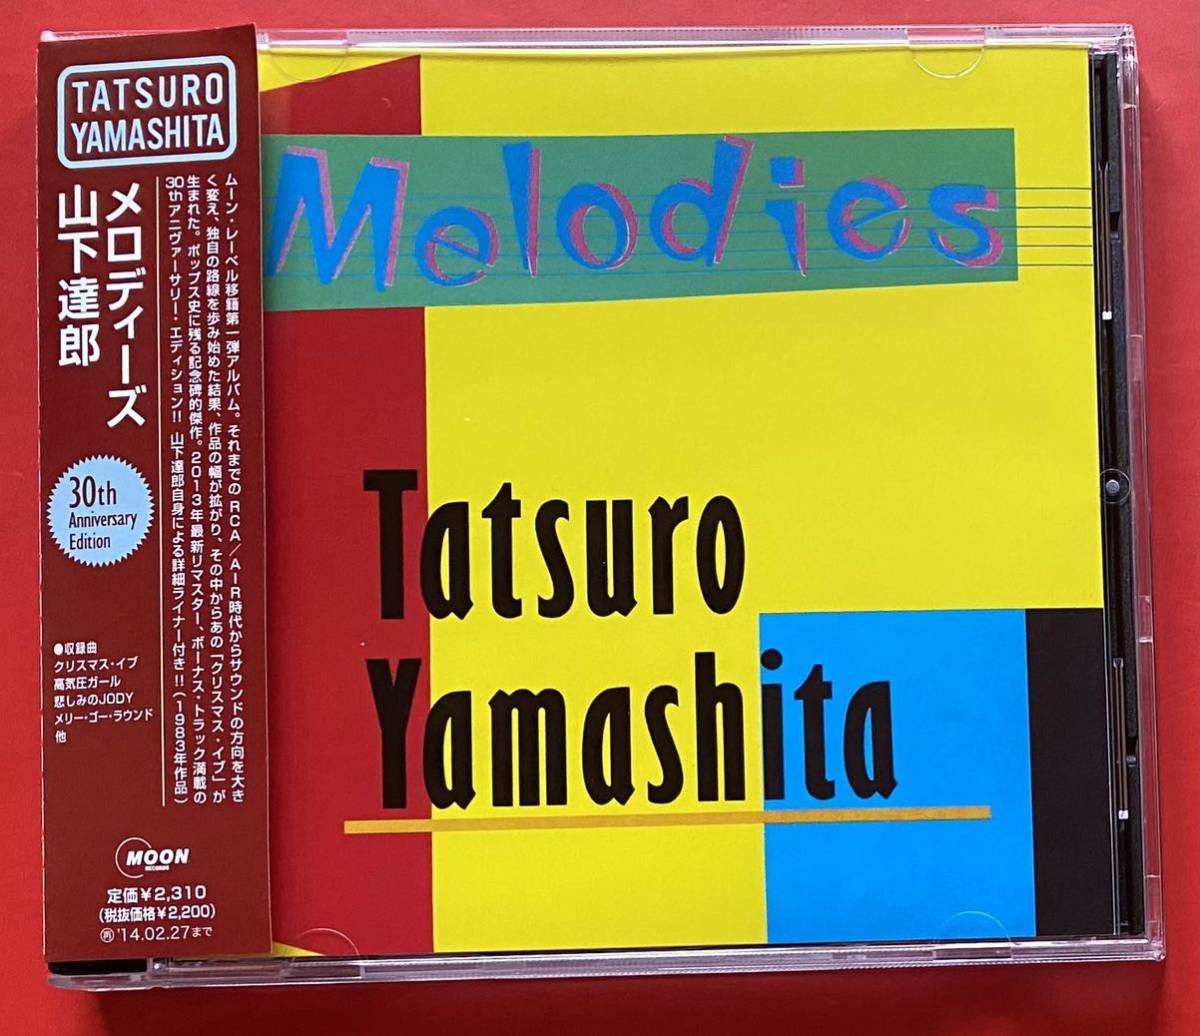 TATSURO
YAMASHITA
メロディーズ
山下達郎
30th
Anniversary
Edition
ムーン・レーベル移籍第一弾アルバム。それまでのRCA/AIR時代からサウンドの方向を大き
く変え、独自の路線を歩み始めた結果、作品の幅が拡がり、その中からあの「クリスマス・イブ」が
生まれた。ポップス史に残る記念碑的傑作。2013年最新リマスター、ボーナス・トラック満載の
30thアニヴァーサリー・エディション!! 山下達郎自身による詳細ライナー付き!!(1983年作品)
●収録曲
クリスマス・イブ
高気圧ガール
悲しみのJODY
メリー・ゴー・ラウンド
他
MOON
RECORDS
定価¥2,310
(税抜価格¥2,200)
再 '14.02.27まで
Melodies
Tatsuro
Yamashita